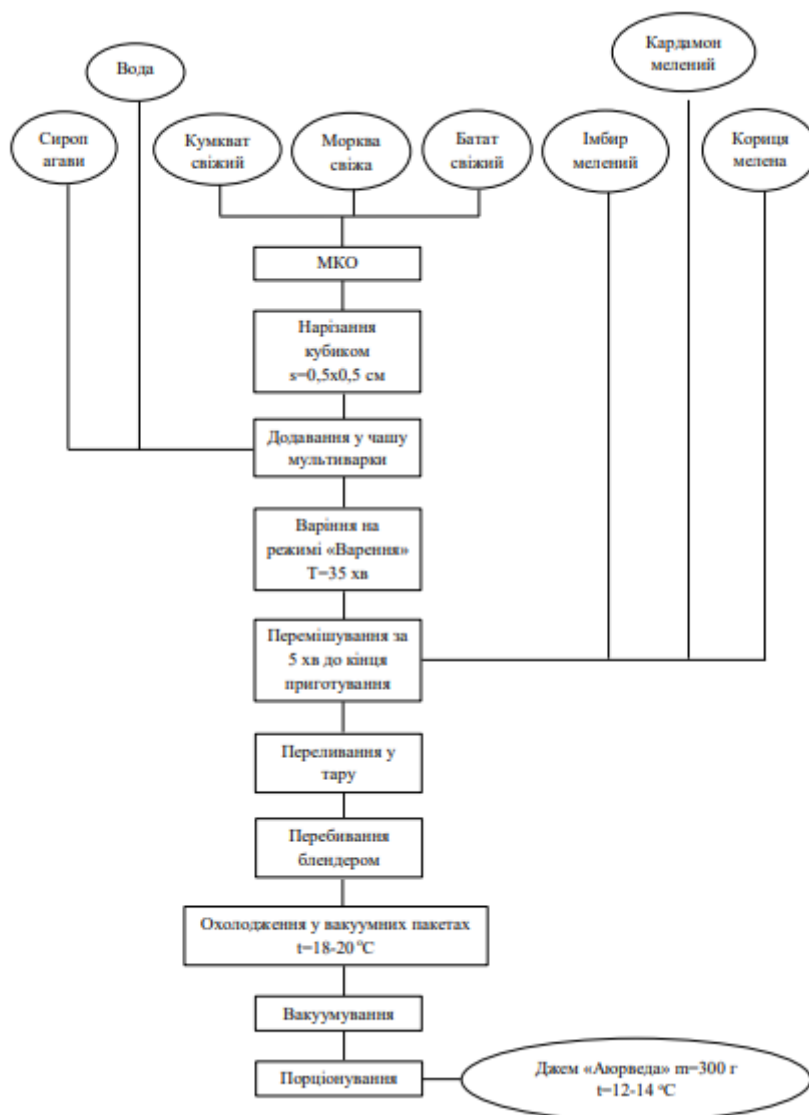 Вода
Кардамон
мелений
Сироп
агави
Кумкват
свіжий
Морква
свіжа
Батат
свіжий
Імбир
мелений
Кориця
мелена
МКО
Нарізання
кубиком
s=0,5х0,5 см
Додавання у чашу
мультиварки
Варіння на
режимі «Варення»
Т=35 хв
Перемішування за
5 хв до кінця
приготування
Переливання у
тару
Перебивання
блендером
Охолодження у вакуумних пакетах
t=18-20 °С
Вакуумування
Порціонування
Джем «Аюрведа» m=300 г
t=12-14 °С